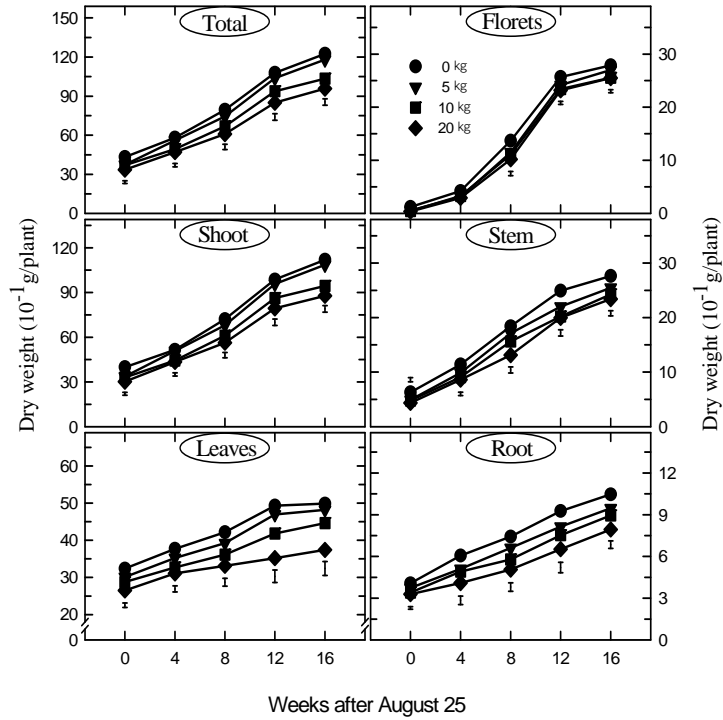 Total
Florets
150
120
90
60
30
0
0 kg
5 kg
10 kg
20 kg
30
20
10
0
Shoot
Stem
120
90
60
30
0
30
20
10
0
Leaves
Root
60
50
40
30
20
0
12
9
6
3
0
0 4 8 12 16
0 4 8 12 16
Dry weight (10⁻¹ g/plant)
Dry weight (10⁻¹ g/plant)
Weeks after August 25